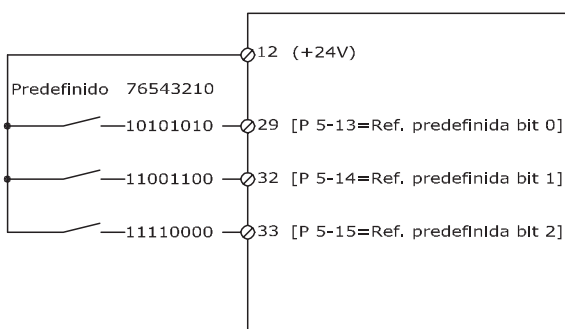 12 (+24V)
Predefinido 76543210
10101010 29 [P 5-13=Ref. predefinida bit 0]
11001100 32 [P 5-14=Ref. predefinida bit 1]
11110000 33 [P 5-15=Ref. predefinida bit 2]